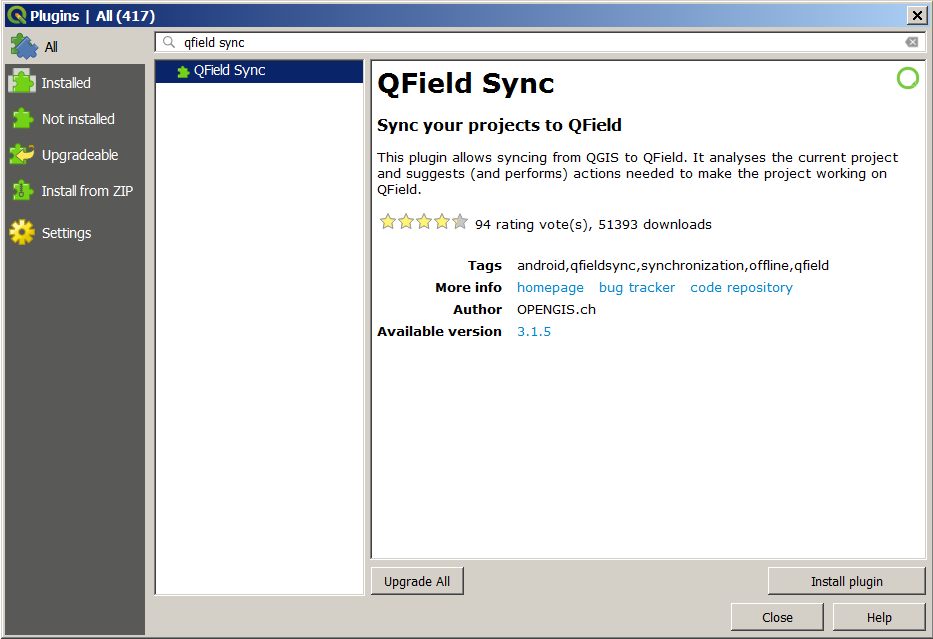 Plugins | All (417)
All
Installed
Not installed
Upgradeable
Install from ZIP
Settings
qfield sync
QField Sync
QField Sync
Sync your projects to QField
This plugin allows syncing from QGIS to QField. It analyses the current project
and suggests (and performs) actions needed to make the project working on
QField.
94 rating vote(s), 51393 downloads
Tags android,qfieldsync,synchronization,offline,qfield
More info homepage bug tracker code repository
Author OPENGIS.ch
Available version 3.1.5
Upgrade All
Install plugin
Close
Help